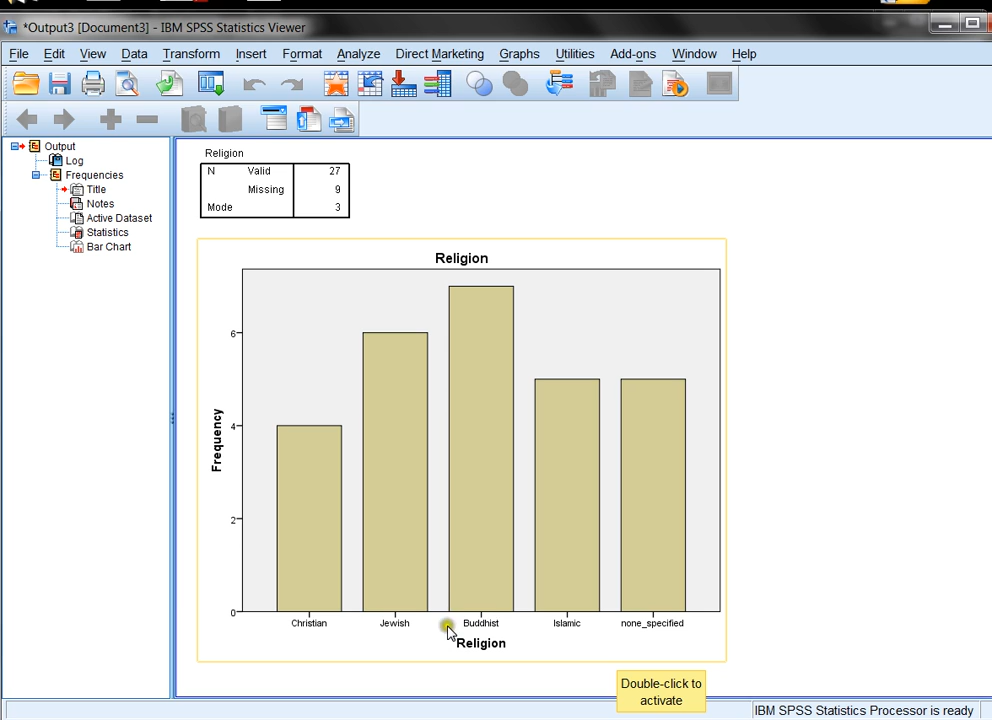 *Output3 [Document3] - IBM SPSS Statistics Viewer
File Edit View Data Transform Insert Format Analyze Direct Marketing Graphs Utilities Add-ons Window Help
Output
Log
Frequencies
Title
Notes
Active Dataset
Statistics
Bar Chart
Religion
N Valid 27
Missing 9
Mode 3
Religion
Frequency
6
4
2
0
Christian Jewish Buddhist Islamic none_specified
Religion
Double-click to
activate
IBM SPSS Statistics Processor is ready